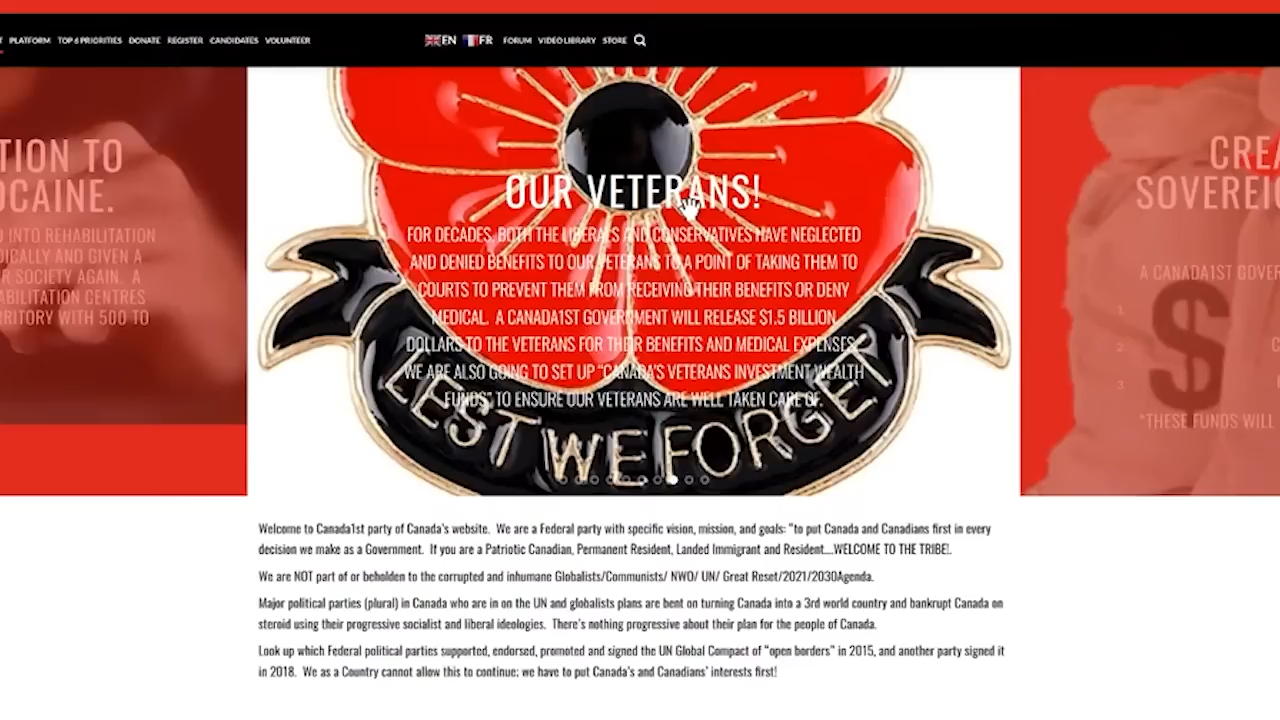 PLATFORM TOP 6 PRIORITIES DONATE REGISTER CANDIDATES VOLUNTEER EN FR FORUM VIDEO LIBRARY STORE
TION TO
OCAINE.
D INTO REHABILITATION
DICALLY AND GIVEN A
R SOCIETY AGAIN. A
ABILITATION CENTRES
RRITORY WITH 500 TO
OUR VETERANS!
FOR DECADES, BOTH THE LIBERALS AND CONSERVATIVES HAVE NEGLECTED
AND DENIED BENEFITS TO OUR VETERANS TO A POINT OF TAKING THEM TO
COURTS TO PREVENT THEM FROM RECEIVING THEIR BENEFITS OR DENY
MEDICAL. A CANADA1ST GOVERNMENT WILL RELEASE $1.5 BILLION
DOLLARS TO THE VETERANS FOR THEIR BENEFITS AND MEDICAL EXPENSES.
WE ARE ALSO GOING TO SET UP "CANADA'S VETERANS INVESTMENT WEALTH
FUNDS" TO ENSURE OUR VETERANS ARE WELL TAKEN CARE OF.
LEST WE FORGET
CREA
SOVEREIG
A CANADA1ST GOVER
$
1.
2. C
3
"THESE FUNDS WILL
Welcome to Canada1st party of Canada's website. We are a Federal party with specific vision, mission, and goals: "to put Canada and Canadians first in every
decision we make as a Government. If you are a Patriotic Canadian, Permanent Resident, Landed Immigrant and Resident....WELCOME TO THE TRIBE!.
We are NOT part of or beholden to the corrupted and inhumane Globalists/Communists/ NWO/ UN/ Great Reset/2021/2030Agenda.
Major political parties (plural) in Canada who are in on the UN and globalists plans are bent on turning Canada into a 3rd world country and bankrupt Canada on
steroid using their progressive socialist and liberal ideologies. There's nothing progressive about their plan for the people of Canada.
Look up which Federal political parties supported, endorsed, promoted and signed the UN Global Compact of "open borders" in 2015, and another party signed it
in 2018. We as a Country cannot allow this to continue; we have to put Canada's and Canadians' interests first!